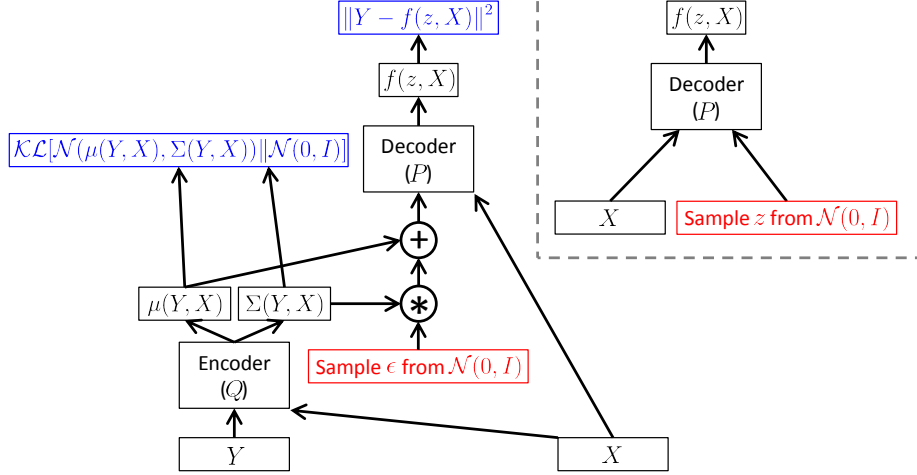 ‖Y − f(z, X)‖²
f(z, X)
Decoder
(P)
𝒦ℒ[𝒩(μ(Y, X), Σ(Y, X))‖𝒩(0, I)]
+
μ(Y, X)
Σ(Y, X)
*
Encoder
(Q)
Sample ϵ from 𝒩(0, I)
Y
X
f(z, X)
Decoder
(P)
X
Sample z from 𝒩(0, I)